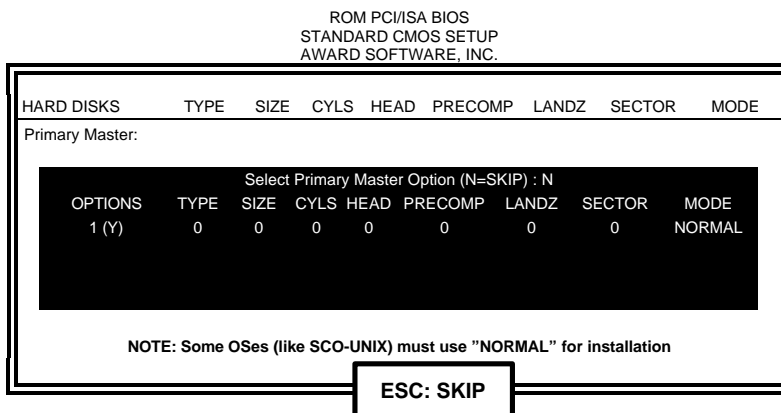 ROM PCI/ISA BIOS
STANDARD CMOS SETUP
AWARD SOFTWARE, INC.
HARD DISKS TYPE SIZE CYLS HEAD PRECOMP LANDZ SECTOR MODE
Primary Master:
Select Primary Master Option (N=SKIP) : N
OPTIONS TYPE SIZE CYLS HEAD PRECOMP LANDZ SECTOR MODE
1 (Y) 0 0 0 0 0 0 0 NORMAL
NOTE: Some OSes (like SCO-UNIX) must use ”NORMAL” for installation
ESC: SKIP